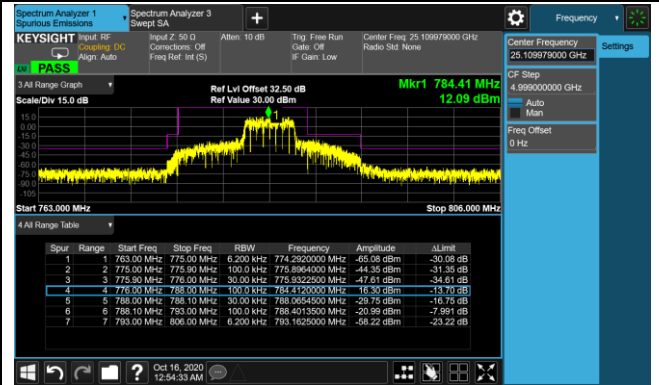 Spectrum Analyzer 1
Spurious Emissions
Spectrum Analyzer 3
Swept SA
Frequency
KEYSIGHT
Input: RF
Coupling: DC
Align: Auto
Input Z: 50 Ω
Corrections: Off
Freq Ref: Int (S)
Atten: 10 dB
Trig: Free Run
Gate: Off
IF Gain: Low
Center Freq: 25.109979000 GHz
Radio Std: None
PASS
Center Frequency
25.109979000 GHz
Settings
CF Step
4.999000000 GHz
Auto
Man
Freq Offset
0 Hz
3 All Range Graph
Scale/Div 15.0 dB
Ref Lvl Offset 32.50 dB
Ref Value 30.00 dBm
Mkr1 784.41 MHz
12.09 dBm
1
15.0
0.00
-15.0
-30.0
-45.0
-60.0
-75.0
-90.0
-105
Start 763.000 MHz
Stop 806.000 MHz
4 All Range Table
Spur Range Start Freq Stop Freq RBW Frequency Amplitude ΔLimit
1 1 763.00 MHz 775.00 MHz 6.200 kHz 774.2920000 MHz -65.08 dBm -30.08 dB
2 2 775.00 MHz 775.90 MHz 100.0 kHz 775.8964000 MHz -44.35 dBm -31.35 dB
3 3 775.90 MHz 776.00 MHz 30.00 kHz 775.9322500 MHz -47.61 dBm -34.61 dB
4 4 776.00 MHz 788.00 MHz 100.0 kHz 784.4120000 MHz 16.30 dBm -13.70 dB
5 5 788.00 MHz 788.10 MHz 30.00 kHz 788.0654500 MHz -29.75 dBm -16.75 dB
6 6 788.10 MHz 793.00 MHz 100.0 kHz 788.4013500 MHz -20.99 dBm -7.991 dB
7 7 793.00 MHz 806.00 MHz 6.200 kHz 793.1625000 MHz -58.22 dBm -23.22 dB
Oct 16, 2020
12:54:33 AM